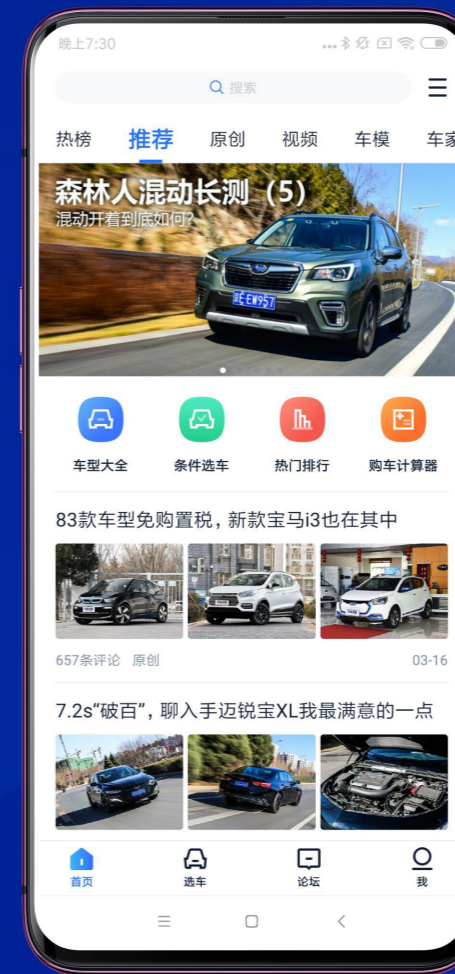 晚上7:30
搜索
热榜 推荐 原创 视频 车模 车家
森林人混动长测（5）
混动开着到底如何？
京E·EW957
车型大全 条件选车 热门排行 购车计算器
83款车型免购置税，新款宝马i3也在其中
657条评论 原创 03-16
7.2s“破百”，聊入手迈锐宝XL我最满意的一点
首页 选车 论坛 我